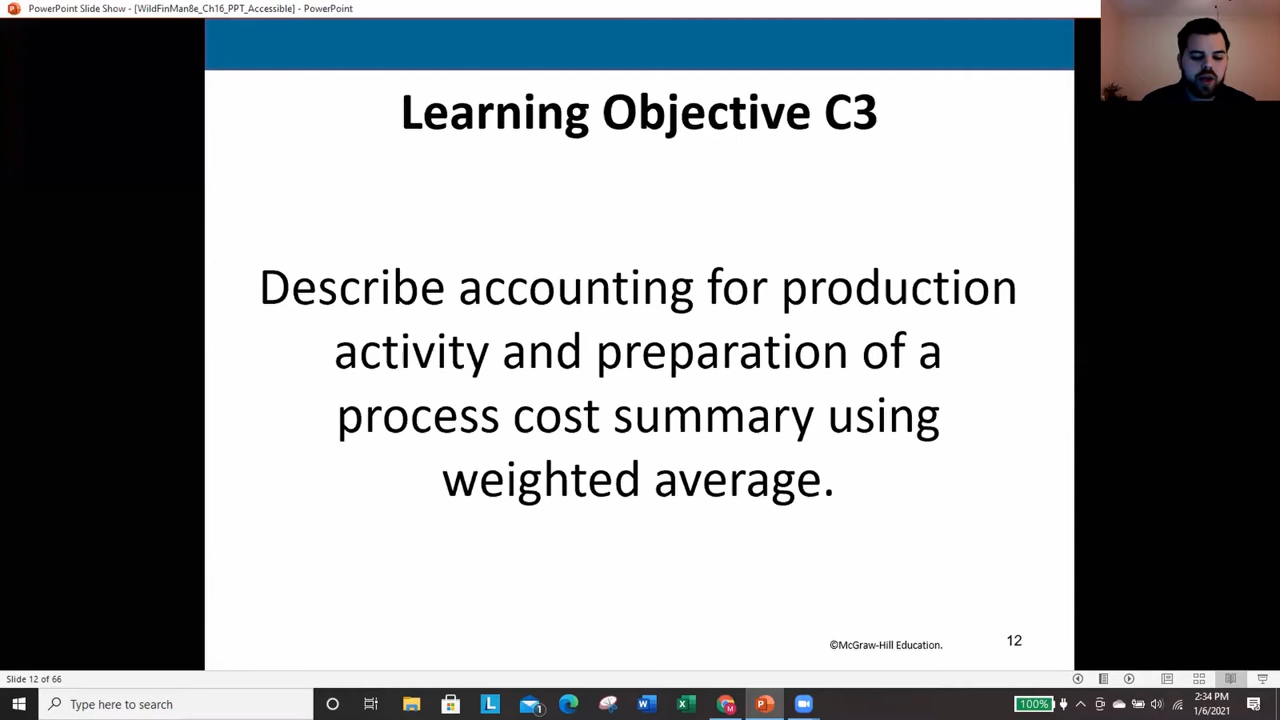 PowerPoint Slide Show - [WildFinMan8e_Ch16_PPT_Accessible] - PowerPoint
Learning Objective C3
Describe accounting for production
activity and preparation of a
process cost summary using
weighted average.
©McGraw-Hill Education.
12
Slide 12 of 66
Type here to search
100%
2:34 PM
1/6/2021